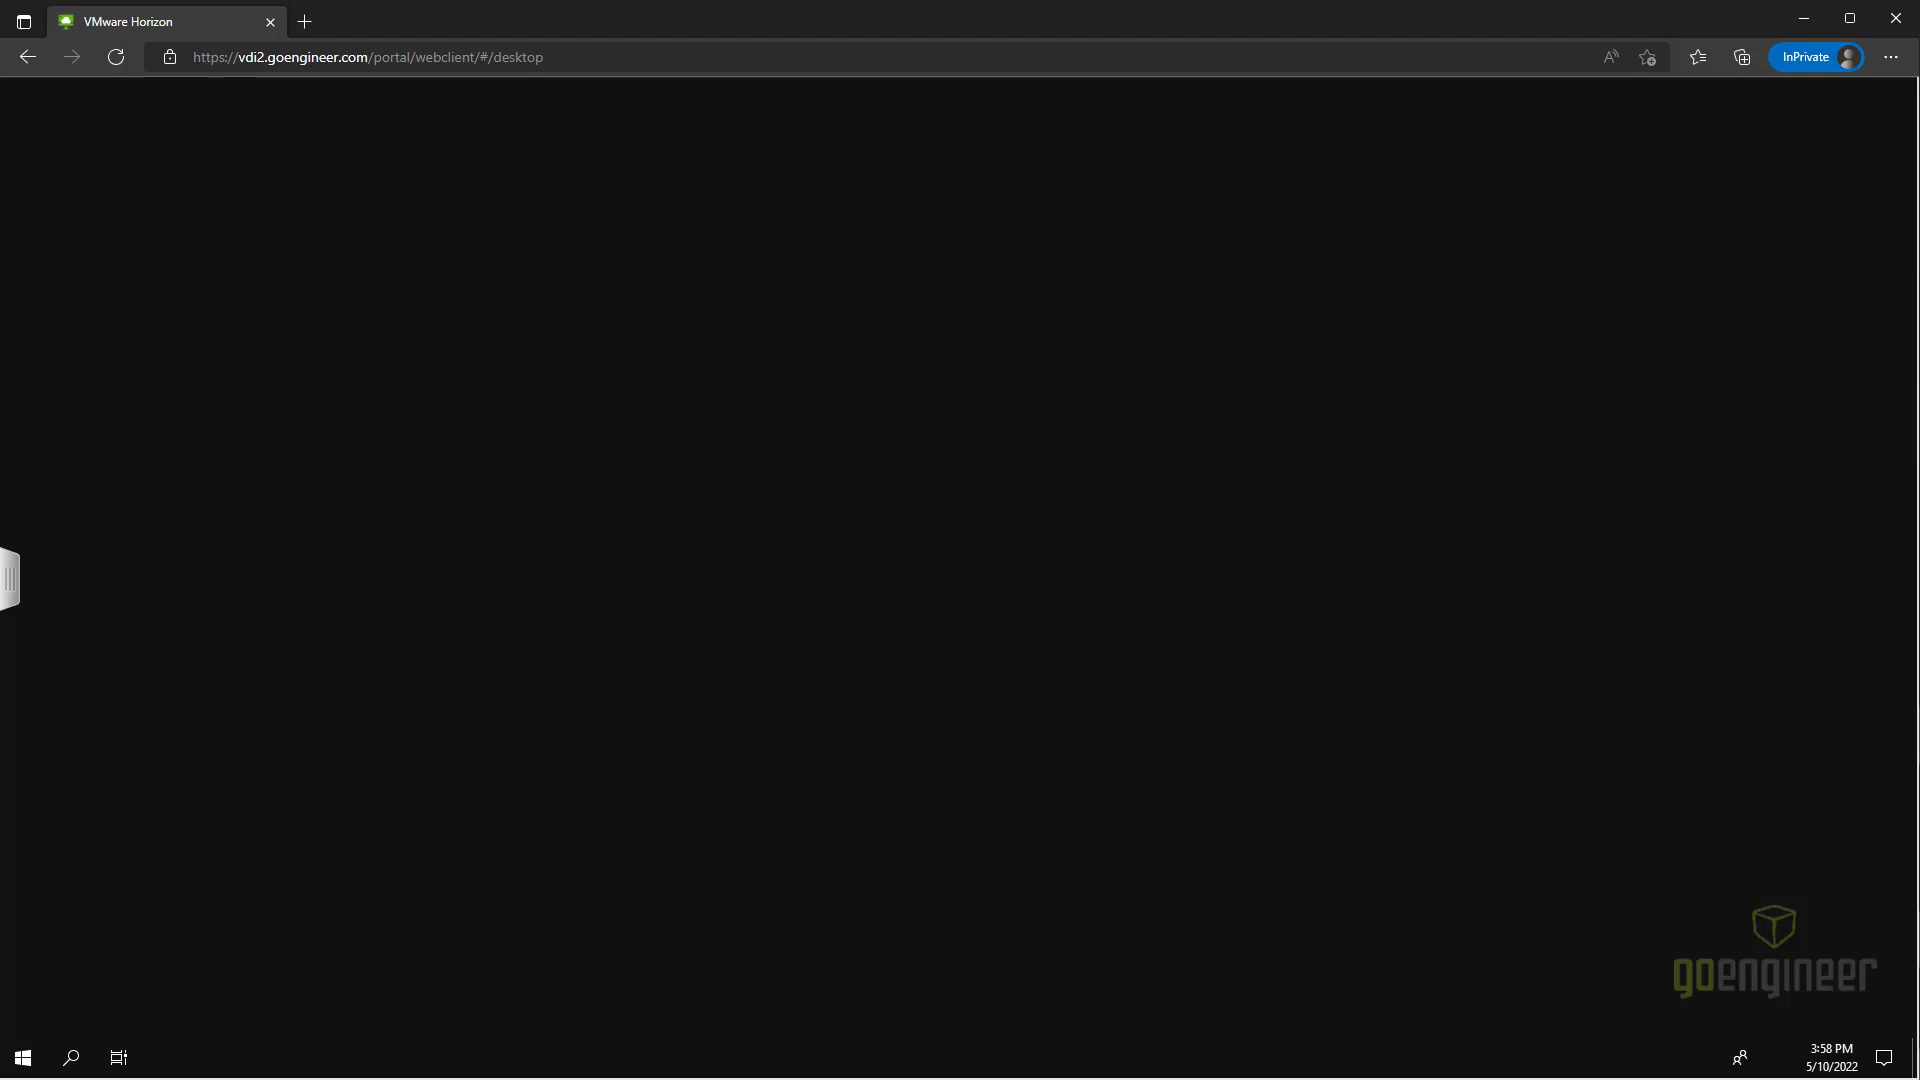 VMware Horizon
https://vdi2.goengineer.com/portal/webclient/#/desktop
InPrivate
goengineer
3:58 PM
5/10/2022